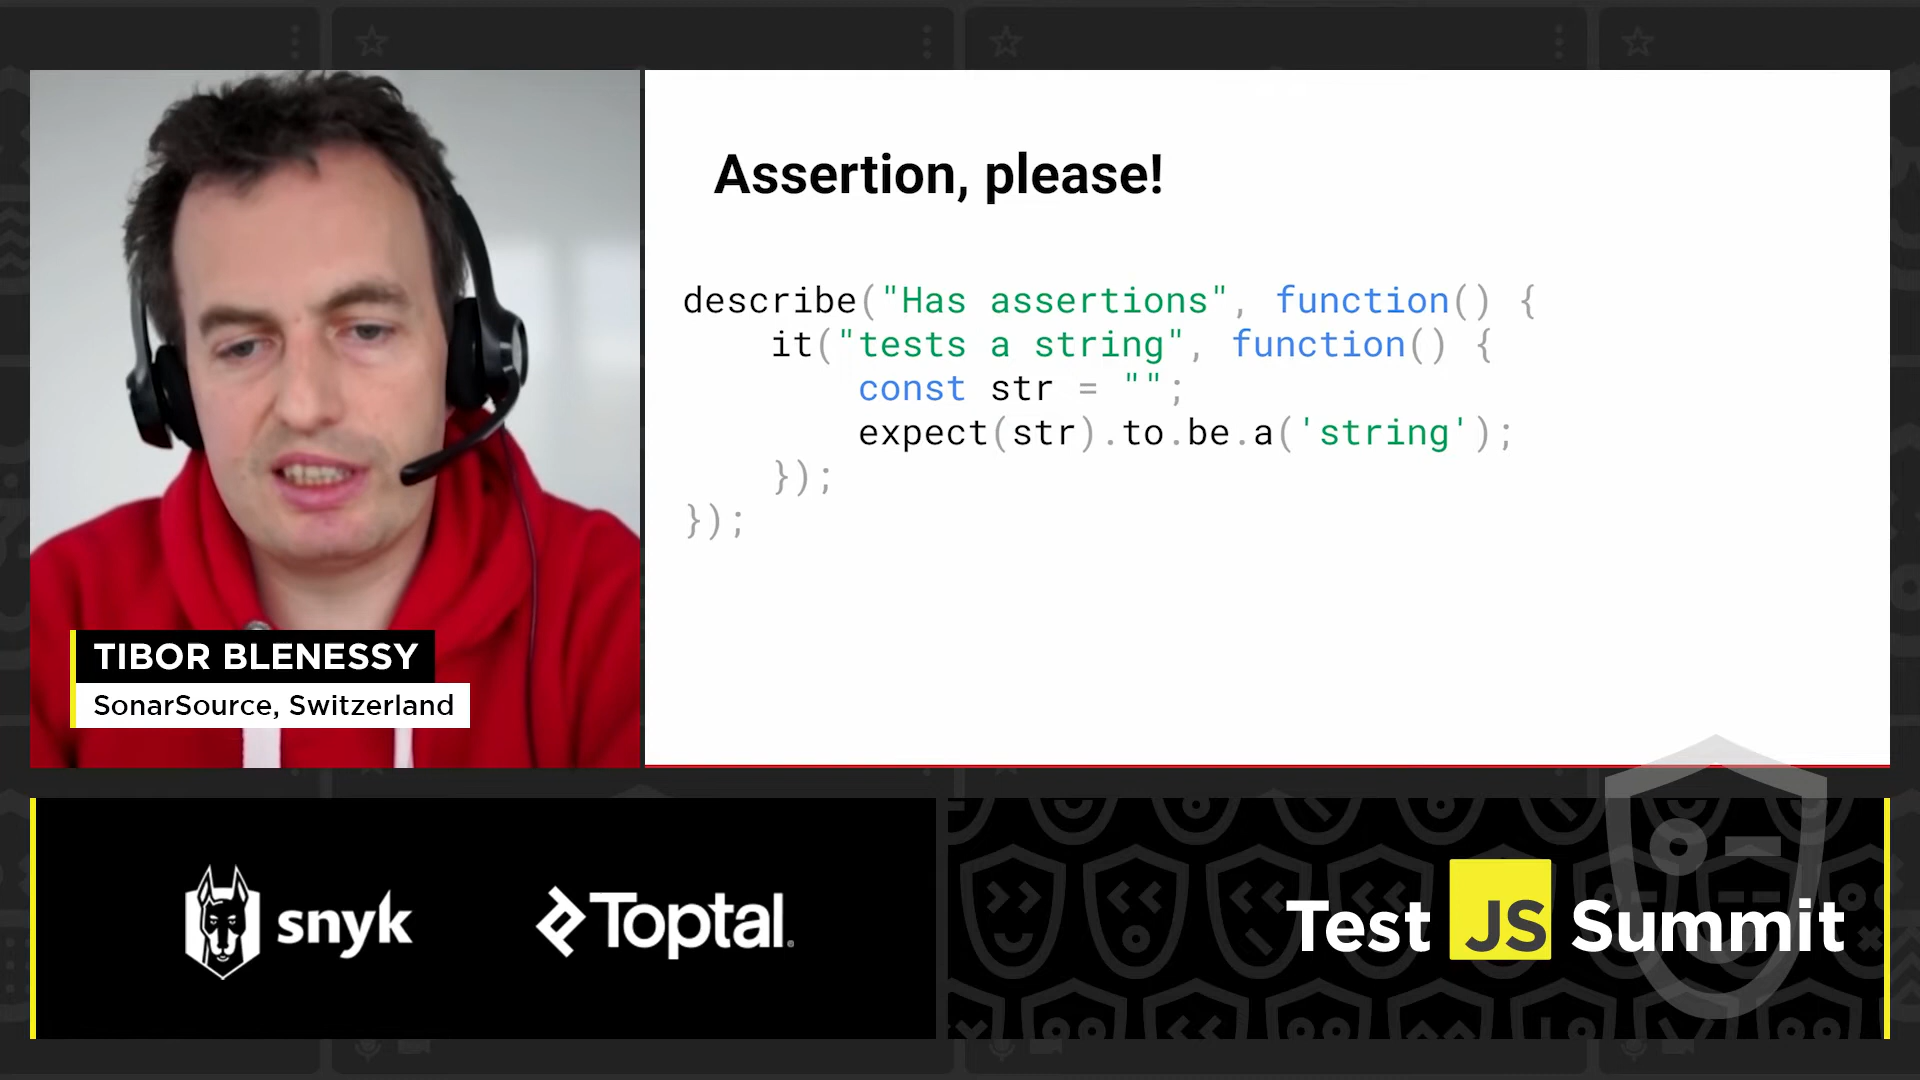 Assertion, please!
describe("Has assertions", function() {
    it("tests a string", function() {
        const str = "";
        expect(str).to.be.a('string');
    });
});
TIBOR BLENESSY
SonarSource, Switzerland
snyk
Toptal
Test JS Summit